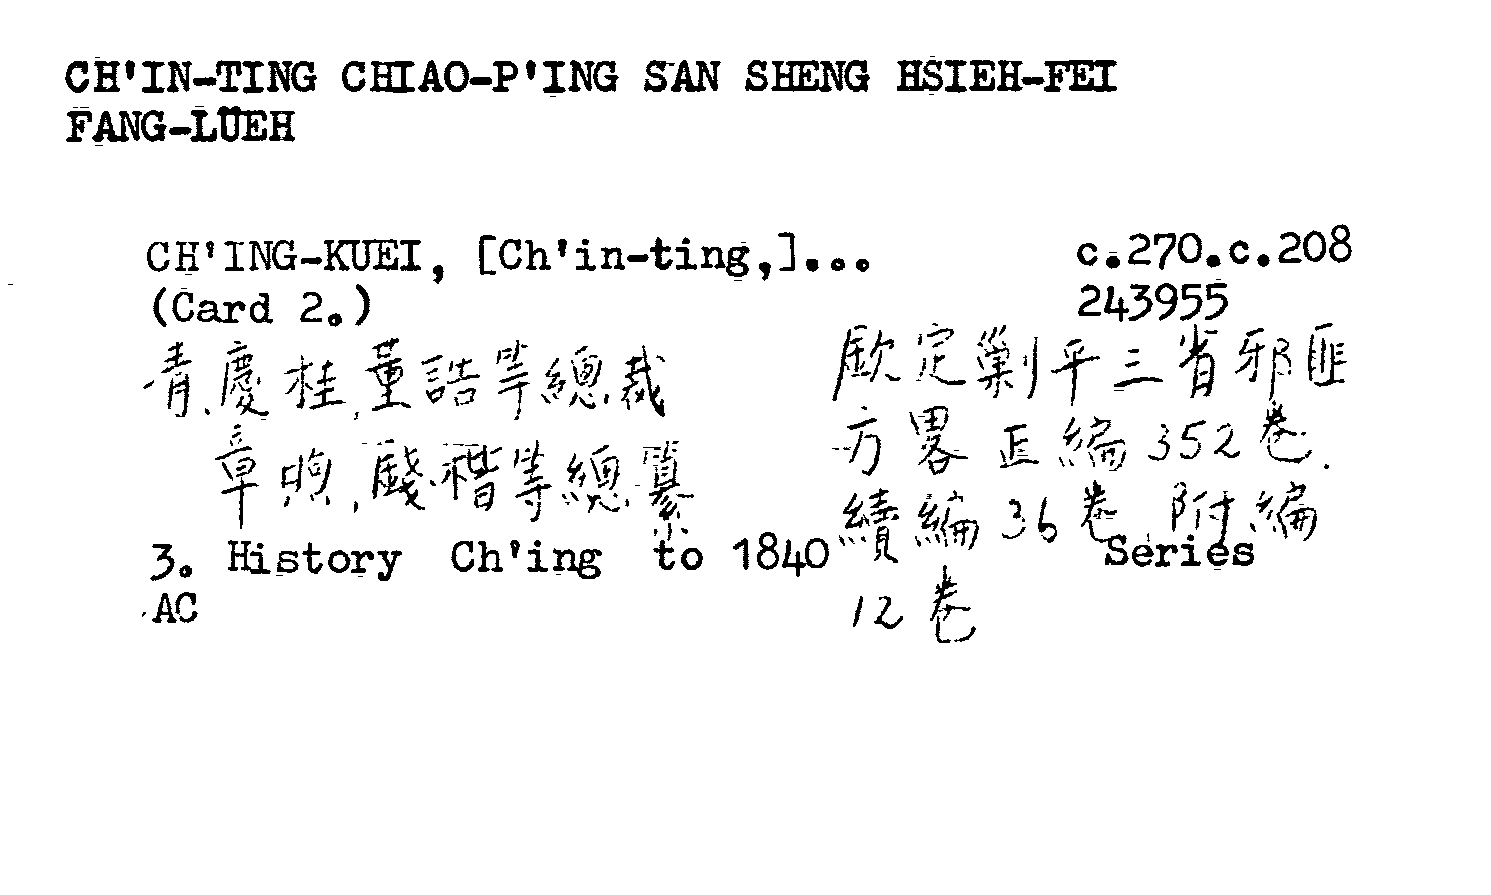 CH'IN-TING CHIAO-P'ING SAN SHENG HSIEH-FEI
FANG-LÜEH
CH'ING-KUEI, [Ch'in-ting,]...
c.270.c.208
(Card 2.)
243955
清慶桂,董誥等總裁
章煦,戚蓼等總纂
欽定剿平三省邪匪
方畧 正編352卷.
續編36卷 附編
12卷
3. History Ch'ing to 1840
Series
AC